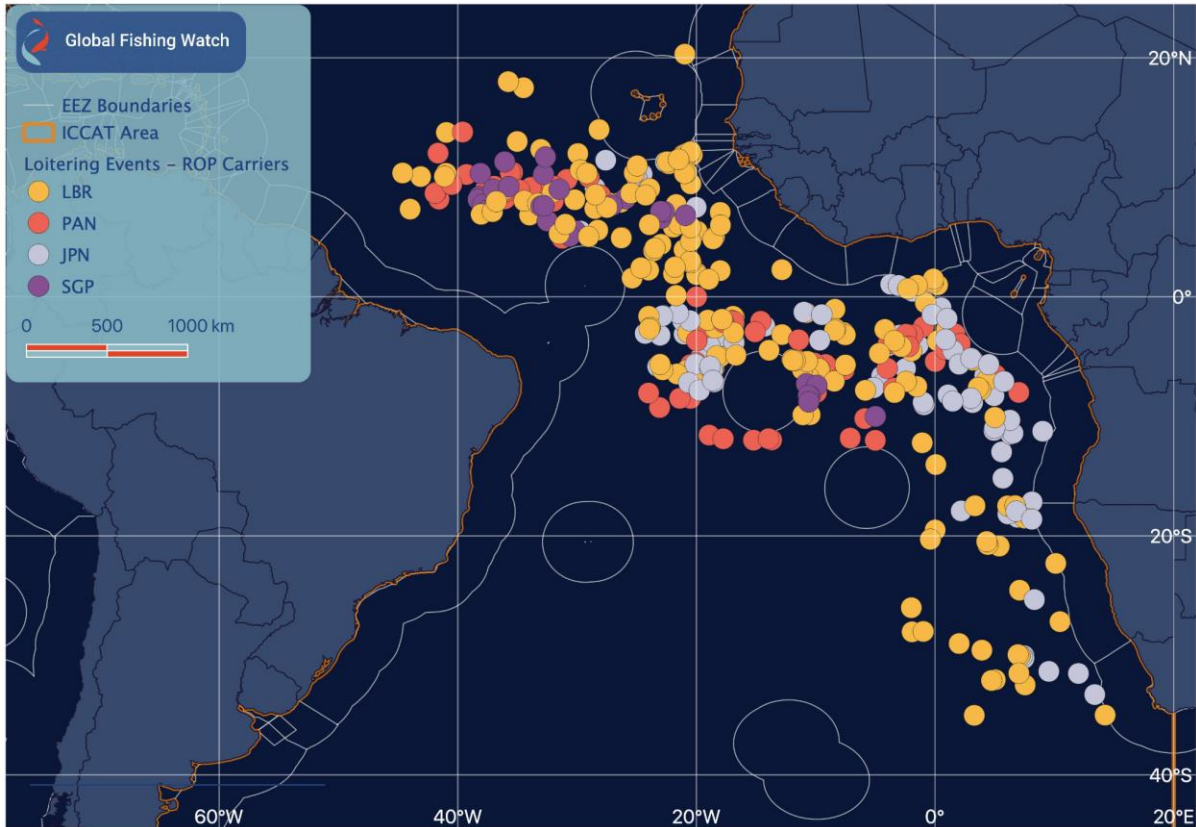 Global Fishing Watch
EEZ Boundaries
ICCAT Area
Loitering Events – ROP Carriers
LBR
PAN
JPN
SGP
0 500 1000 km
20°N
0°
0°
20°S
40°S
60°W 40°W 20°W 0° 20°E